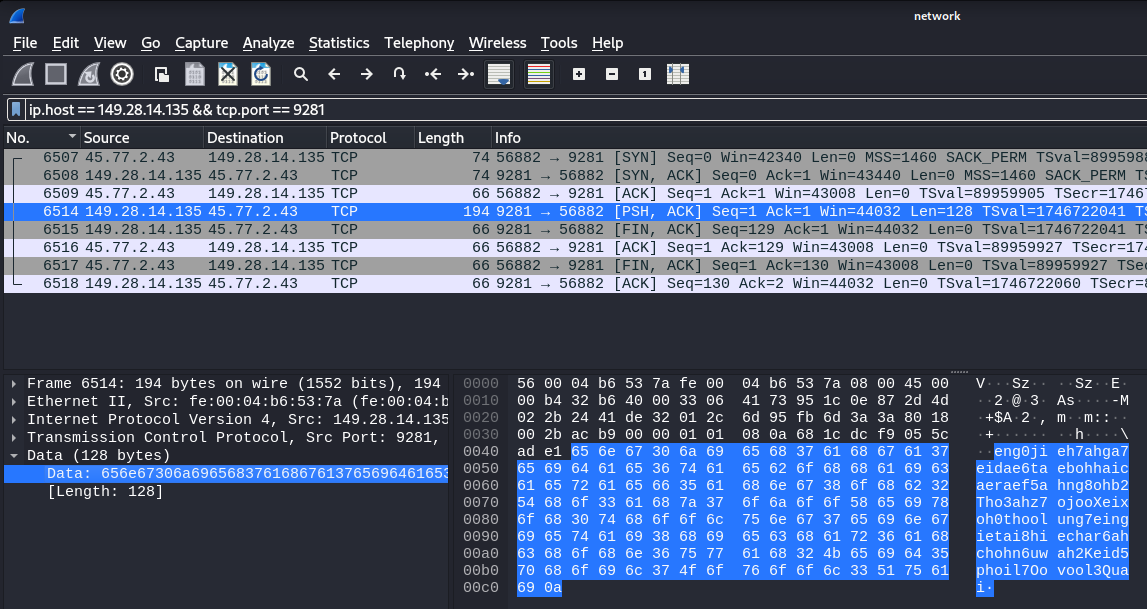 network
File Edit View Go Capture Analyze Statistics Telephony Wireless Tools Help
ip.host == 149.28.14.135 && tcp.port == 9281
No. Source Destination Protocol Length Info
6507 45.77.2.43 149.28.14.135 TCP 74 56882 → 9281 [SYN] Seq=0 Win=42340 Len=0 MSS=1460 SACK_PERM TSval=8995988
6508 149.28.14.135 45.77.2.43 TCP 74 9281 → 56882 [SYN, ACK] Seq=0 Ack=1 Win=43440 Len=0 MSS=1460 SACK_PERM TS
6509 45.77.2.43 149.28.14.135 TCP 66 56882 → 9281 [ACK] Seq=1 Ack=1 Win=43008 Len=0 TSval=89959905 TSecr=1746
6514 149.28.14.135 45.77.2.43 TCP 194 9281 → 56882 [PSH, ACK] Seq=1 Ack=1 Win=44032 Len=128 TSval=1746722041 TS
6515 149.28.14.135 45.77.2.43 TCP 66 9281 → 56882 [FIN, ACK] Seq=129 Ack=1 Win=44032 Len=0 TSval=1746722041 T
6516 45.77.2.43 149.28.14.135 TCP 66 56882 → 9281 [ACK] Seq=1 Ack=129 Win=43008 Len=0 TSval=89959927 TSecr=174
6517 45.77.2.43 149.28.14.135 TCP 66 56882 → 9281 [FIN, ACK] Seq=1 Ack=130 Win=43008 Len=0 TSval=89959927 TSec
6518 149.28.14.135 45.77.2.43 TCP 66 9281 → 56882 [ACK] Seq=130 Ack=2 Win=44032 Len=0 TSval=1746722060 TSecr=8
Frame 6514: 194 bytes on wire (1552 bits), 194
Ethernet II, Src: fe:00:04:b6:53:7a (fe:00:04:b
Internet Protocol Version 4, Src: 149.28.14.135
Transmission Control Protocol, Src Port: 9281,
Data (128 bytes)
Data: 656e67306a696568376168676137656964616553
[Length: 128]
0000 56 00 04 b6 53 7a fe 00 04 b6 53 7a 08 00 45 00 V···Sz·· ··Sz··E·
0010 00 b4 32 b6 40 00 33 06 41 73 95 1c 0e 87 2d 4d ··2·@·3· As····-M
0020 02 2b 24 41 de 32 01 2c 6d 95 fb 6d 3a 3a 80 18 ·+$A·2·, m··m::··
0030 00 2b ac b9 00 00 01 01 08 0a 68 1c dc f9 05 5c ·+······ ··h····\
0040 ad e1 65 6e 67 30 6a 69 65 68 37 61 68 67 61 37 ··eng0ji eh7ahga7
0050 65 69 64 61 65 36 74 61 65 62 6f 68 68 61 69 63 eidae6ta ebohhaic
0060 61 65 72 61 65 66 35 61 68 6e 67 38 6f 68 62 32 aeraef5a hng8ohb2
0070 54 68 6f 33 61 68 7a 37 6f 6a 6f 6f 58 65 69 78 Tho3ahz7 ojooXeix
0080 6f 68 30 74 68 6f 6f 6c 75 6e 67 37 65 69 6e 67 oh0thool ung7eing
0090 69 65 74 61 69 38 68 69 65 63 68 61 72 36 61 68 ietai8hi echar6ah
00a0 63 68 6f 68 6e 36 75 77 61 68 32 4b 65 69 64 35 chohn6uw ah2Keid5
00b0 70 68 6f 69 6c 37 4f 6f 76 6f 6f 6c 33 51 75 61 phoil7Oo vool3Qua
00c0 69 0a i·